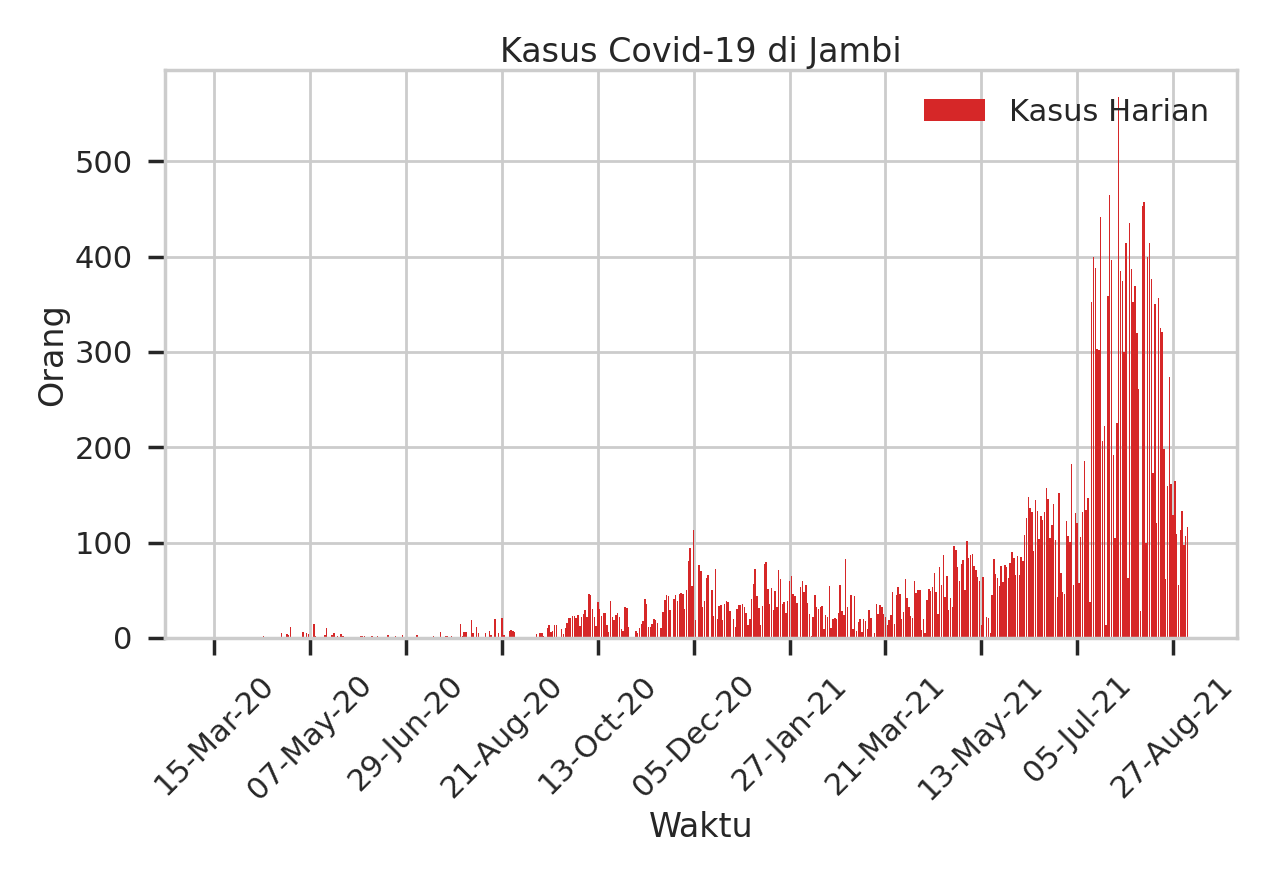 Kasus Covid-19 di Jambi
Kasus Harian
Orang
500
400
300
200
100
0
15-Mar-20
07-May-20
29-Jun-20
21-Aug-20
13-Oct-20
05-Dec-20
27-Jan-21
21-Mar-21
13-May-21
05-Jul-21
27-Aug-21
Waktu